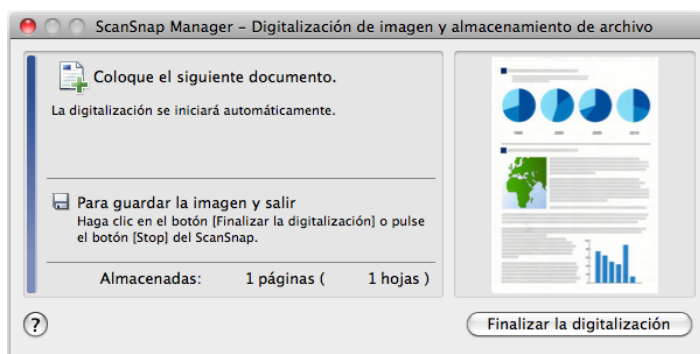 ScanSnap Manager – Digitalización de imagen y almacenamiento de archivo
Coloque el siguiente documento.
La digitalización se iniciará automáticamente.
Para guardar la imagen y salir
Haga clic en el botón [Finalizar la digitalización] o pulse
el botón [Stop] del ScanSnap.
Almacenadas: 1 páginas ( 1 hojas )
?
Finalizar la digitalización